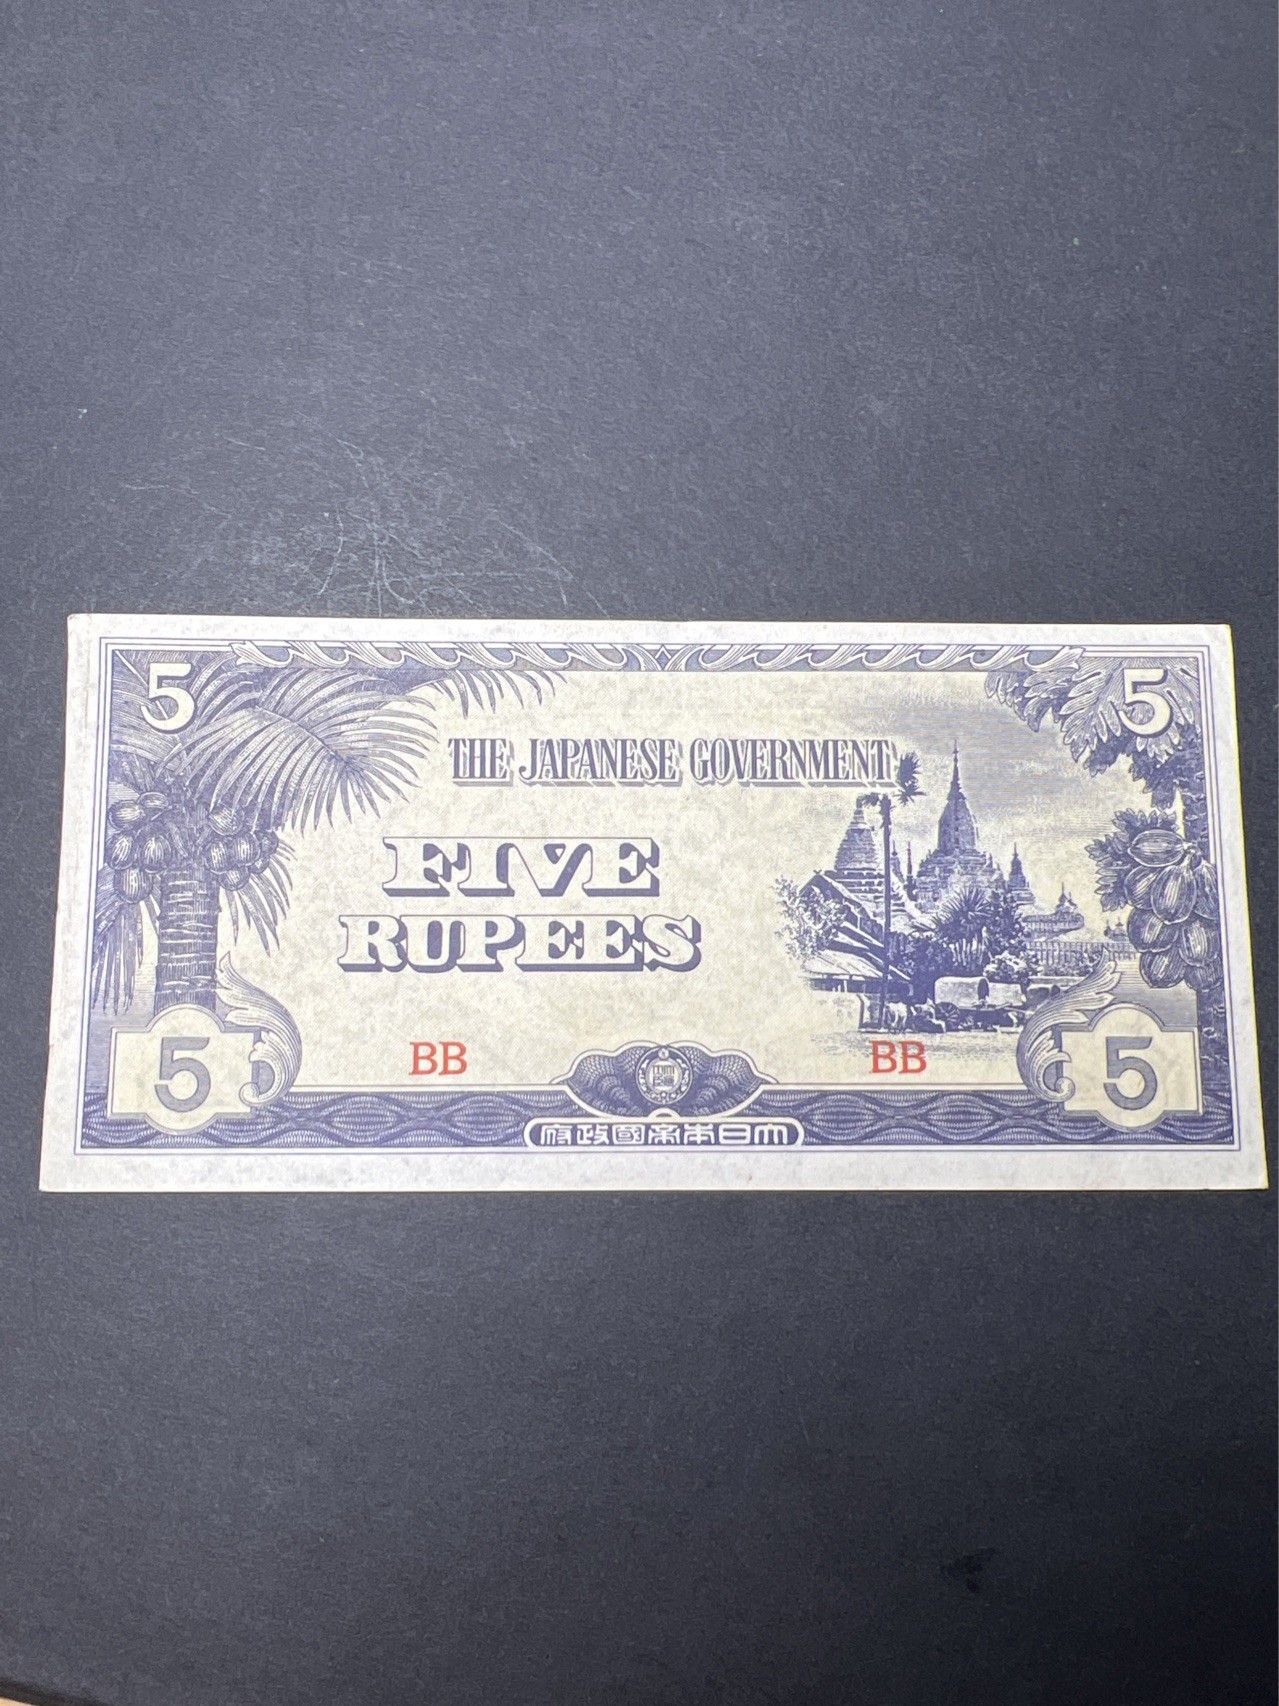 5 5
THE JAPANESE GOVERNMENT
FIVE
RUPEES
BB BB
5 5
府政國帝本日大